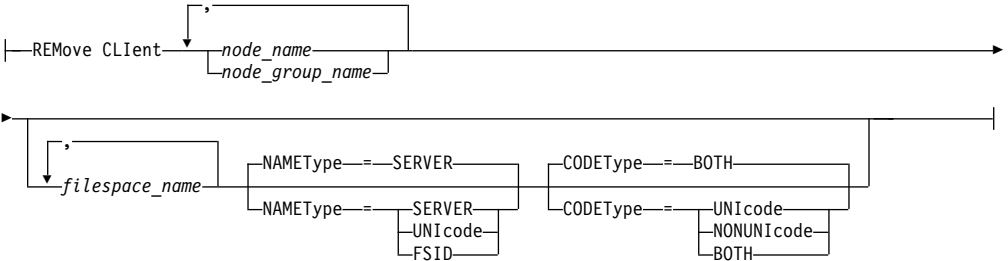 ,
REMove CLIent node_name
node_group_name
,
filespace_name
NAMEType = SERVER
CODEType = BOTH
NAMEType = SERVER
UNIcode
FSID
CODEType = UNIcode
NONUNIcode
BOTH